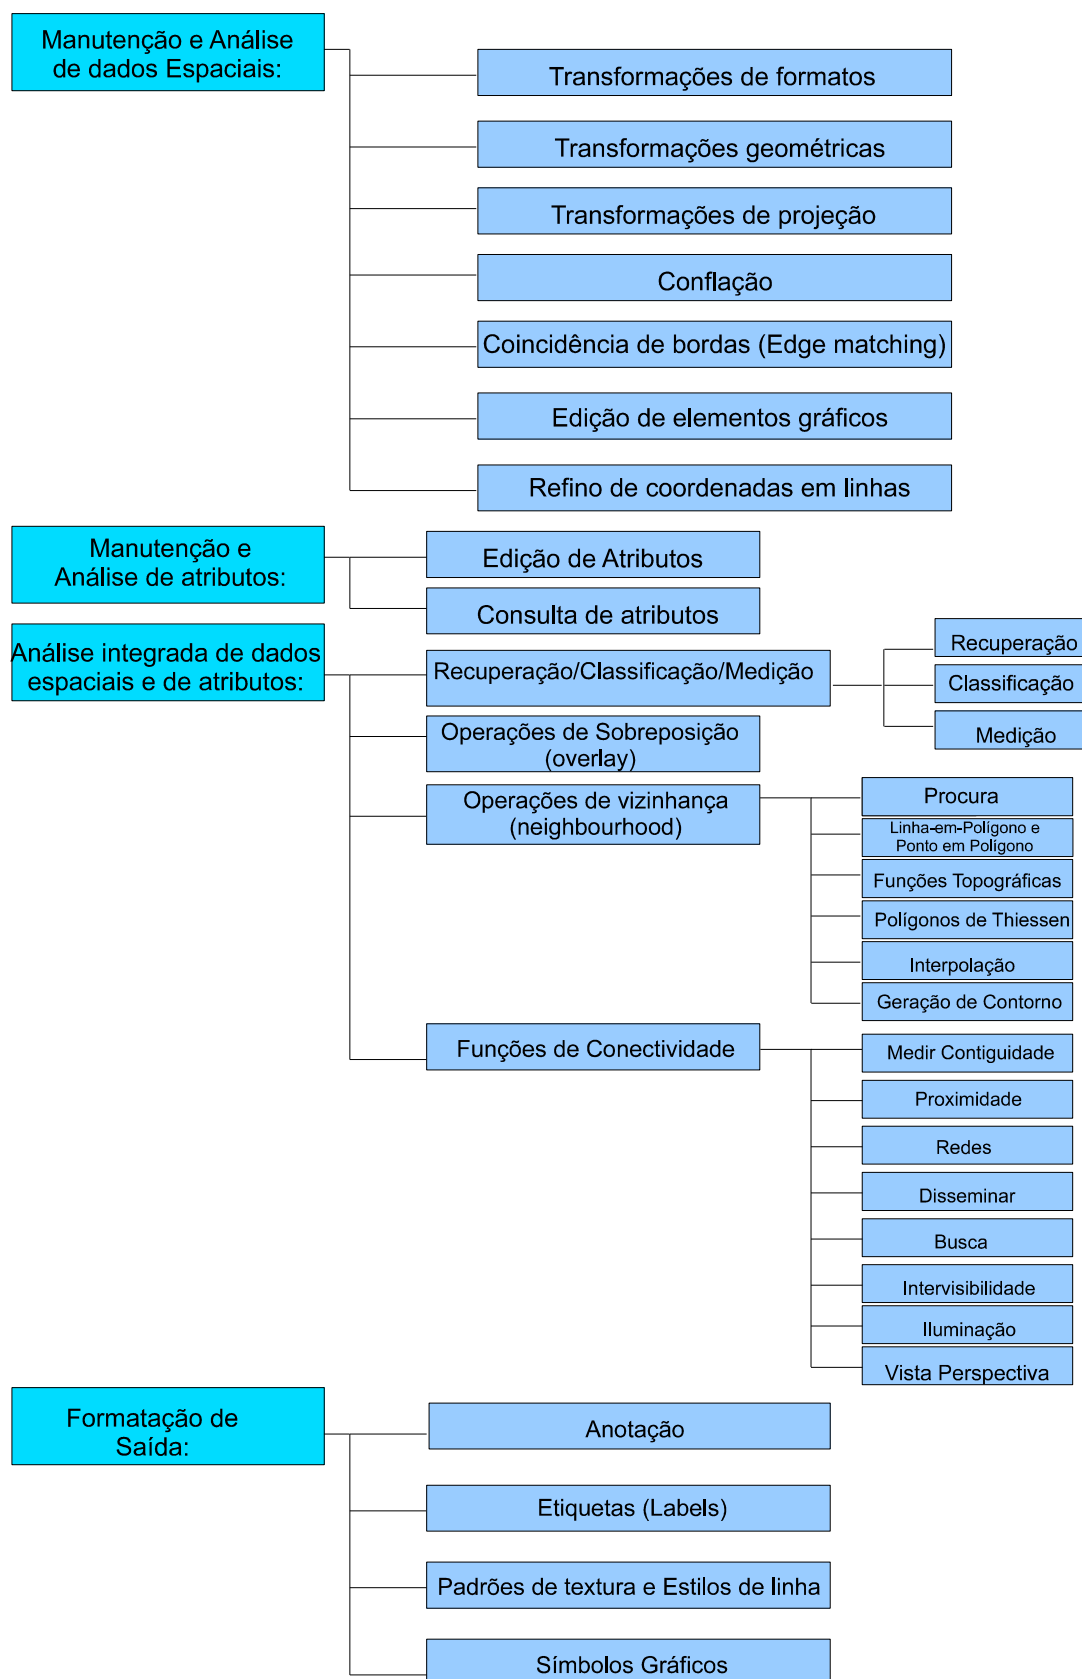 Manutenção e Análise
de dados Espaciais:
Transformações de formatos
Transformações geométricas
Transformações de projeção
Conflação
Coincidência de bordas (Edge matching)
Edição de elementos gráficos
Refino de coordenadas em linhas
Manutenção e
Análise de atributos:
Edição de Atributos
Consulta de atributos
Análise integrada de dados
espaciais e de atributos:
Recuperação/Classificação/Medição
Recuperação
Classificação
Medição
Operações de Sobreposição
(overlay)
Operações de vizinhança
(neighbourhood)
Procura
Linha-em-Polígono e
Ponto em Polígono
Funções Topográficas
Polígonos de Thiessen
Interpolação
Geração de Contorno
Funções de Conectividade
Medir Contiguidade
Proximidade
Redes
Disseminar
Busca
Intervisibilidade
Iluminação
Vista Perspectiva
Formatação de
Saída:
Anotação
Etiquetas (Labels)
Padrões de textura e Estilos de linha
Símbolos Gráficos